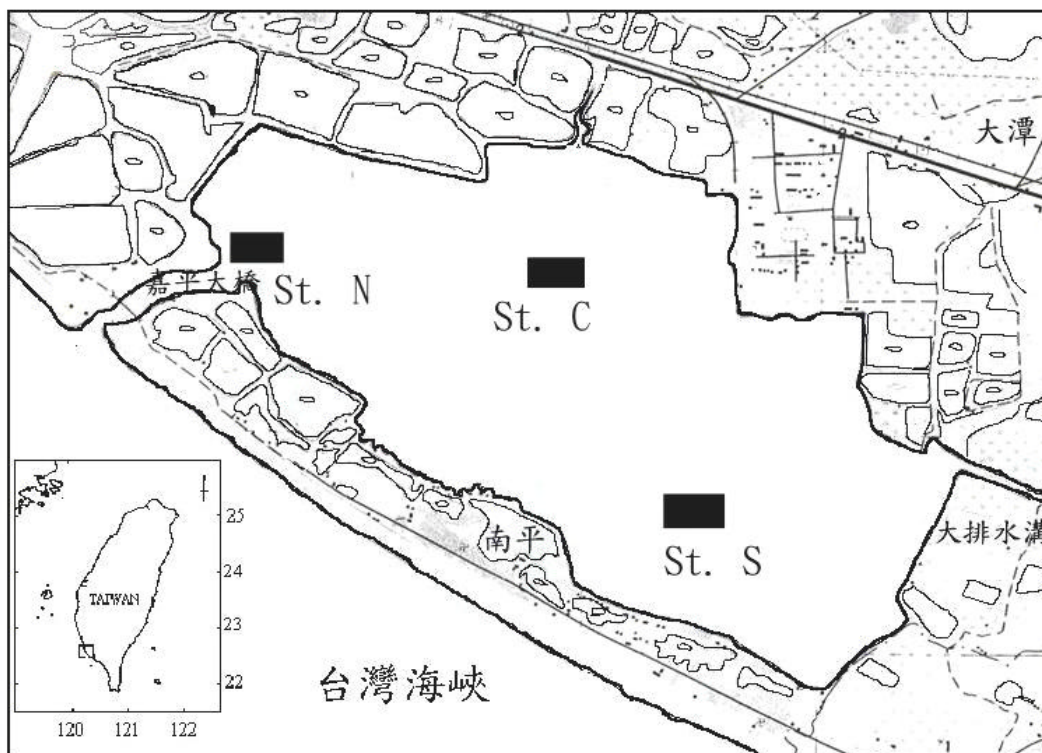 大潭
嘉平大橋
St. N
St. C
St. S
南平
大排水溝
台灣海峽
TAIWAN
25
24
23
22
120 121 122